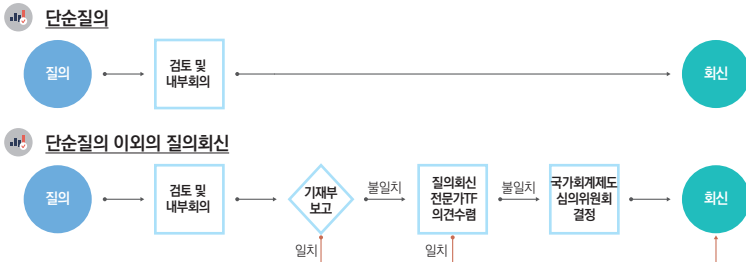 단순질의
질의
검토 및
내부회의
회신
단순질의 이외의 질의회신
질의
검토 및
내부회의
기재부
보고
불일치
질의회신
전문가TF
의견수렴
불일치
국가회계제도
심의위원회
결정
회신
일치
일치